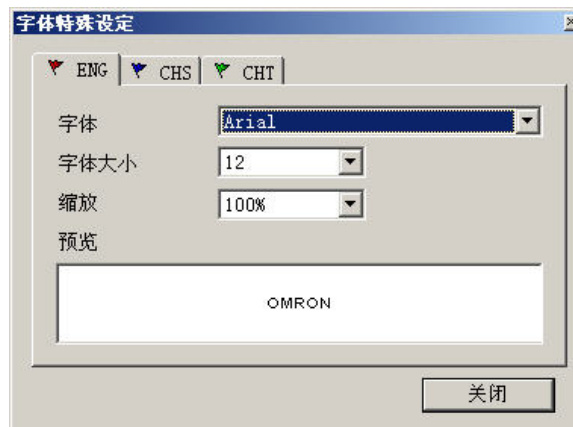 字体特殊设定
ENG CHS CHT
字体 Arial
字体大小 12
缩放 100%
预览
OMRON
关闭